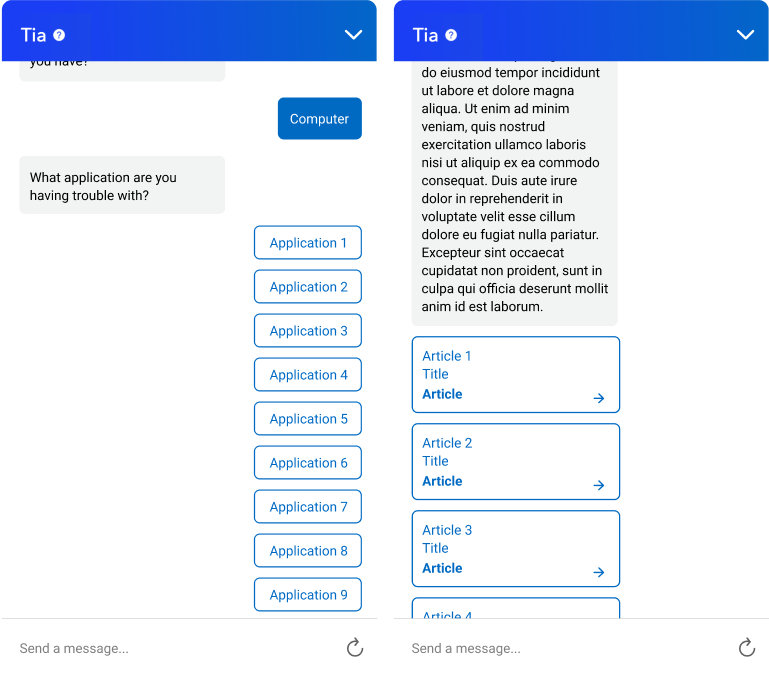 Tia
you have?
Computer
What application are you
having trouble with?
Application 1
Application 2
Application 3
Application 4
Application 5
Application 6
Application 7
Application 8
Application 9
Send a message...
Tia
do eiusmod tempor incididunt
ut labore et dolore magna
aliqua. Ut enim ad minim
veniam, quis nostrud
exercitation ullamco laboris
nisi ut aliquip ex ea commodo
consequat. Duis aute irure
dolor in reprehenderit in
voluptate velit esse cillum
dolore eu fugiat nulla pariatur.
Excepteur sint occaecat
cupidatat non proident, sunt in
culpa qui officia deserunt mollit
anim id est laborum.
Article 1
Title
Article
Article 2
Title
Article
Article 3
Title
Article
Article 4
Send a message...